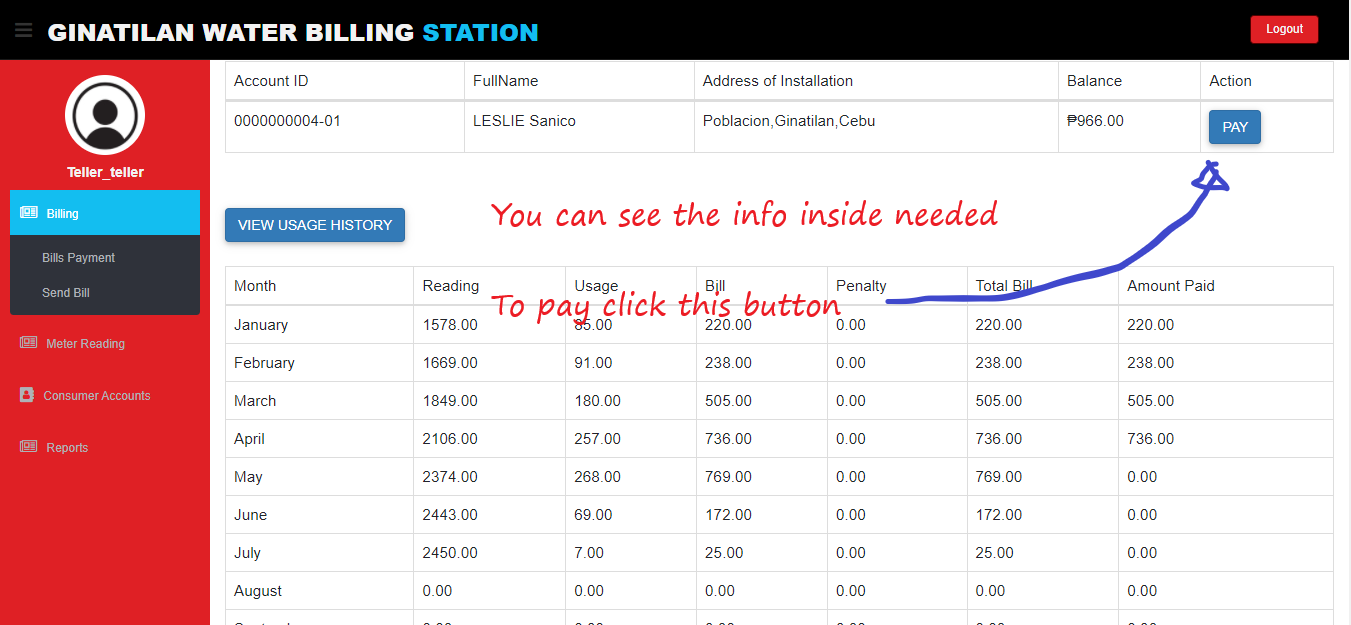 GINATILAN WATER BILLING STATION
Logout
Teller_teller
Billing
Bills Payment
Send Bill
Meter Reading
Consumer Accounts
Reports
Account ID FullName Address of Installation Balance Action
0000000004-01 LESLIE Sanico Poblacion,Ginatilan,Cebu ₱966.00 PAY
VIEW USAGE HISTORY
You can see the info inside needed
To pay click this button
Month Reading Usage Bill Penalty Total Bill Amount Paid
January 1578.00 85.00 220.00 0.00 220.00 220.00
February 1669.00 91.00 238.00 0.00 238.00 238.00
March 1849.00 180.00 505.00 0.00 505.00 505.00
April 2106.00 257.00 736.00 0.00 736.00 736.00
May 2374.00 268.00 769.00 0.00 769.00 0.00
June 2443.00 69.00 172.00 0.00 172.00 0.00
July 2450.00 7.00 25.00 0.00 25.00 0.00
August 0.00 0.00 0.00 0.00 0.00 0.00